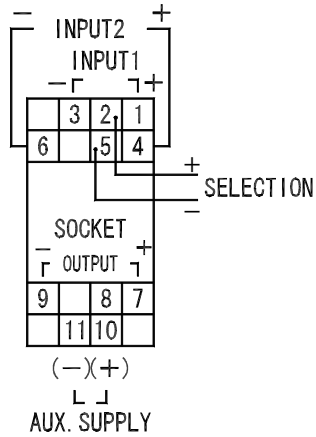 − INPUT2 +
INPUT1
− +
3 2 1
6 5 4
+
SELECTION
−
SOCKET
− +
OUTPUT
9 8 7
11 10
(−)(+)
AUX. SUPPLY